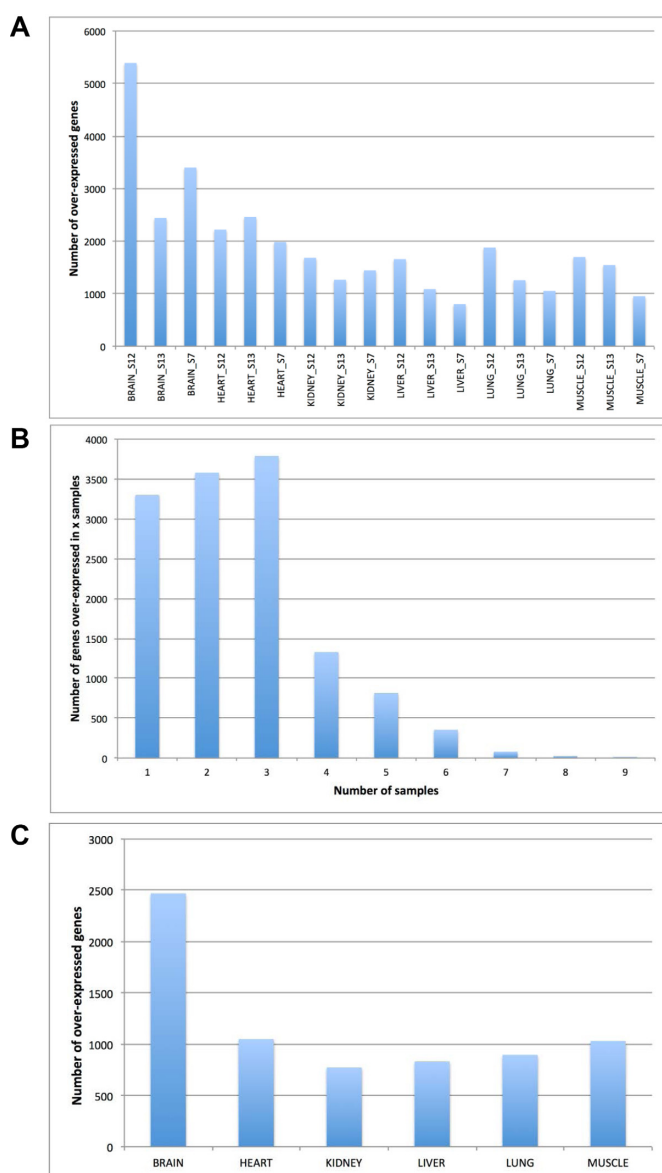 A
Number of over-expressed genes
6000
5000
4000
3000
2000
1000
0
BRAIN_S12
BRAIN_S13
BRAIN_S7
HEART_S12
HEART_S13
HEART_S7
KIDNEY_S12
KIDNEY_S13
KIDNEY_S7
LIVER_S12
LIVER_S13
LIVER_S7
LUNG_S12
LUNG_S13
LUNG_S7
MUSCLE_S12
MUSCLE_S13
MUSCLE_S7
B
Number of genes over-expressed in x samples
4000
3500
3000
2500
2000
1500
1000
500
0
1 2 3 4 5 6 7 8 9
Number of samples
C
Number of over-expressed genes
3000
2500
2000
1500
1000
500
0
BRAIN HEART KIDNEY LIVER LUNG MUSCLE